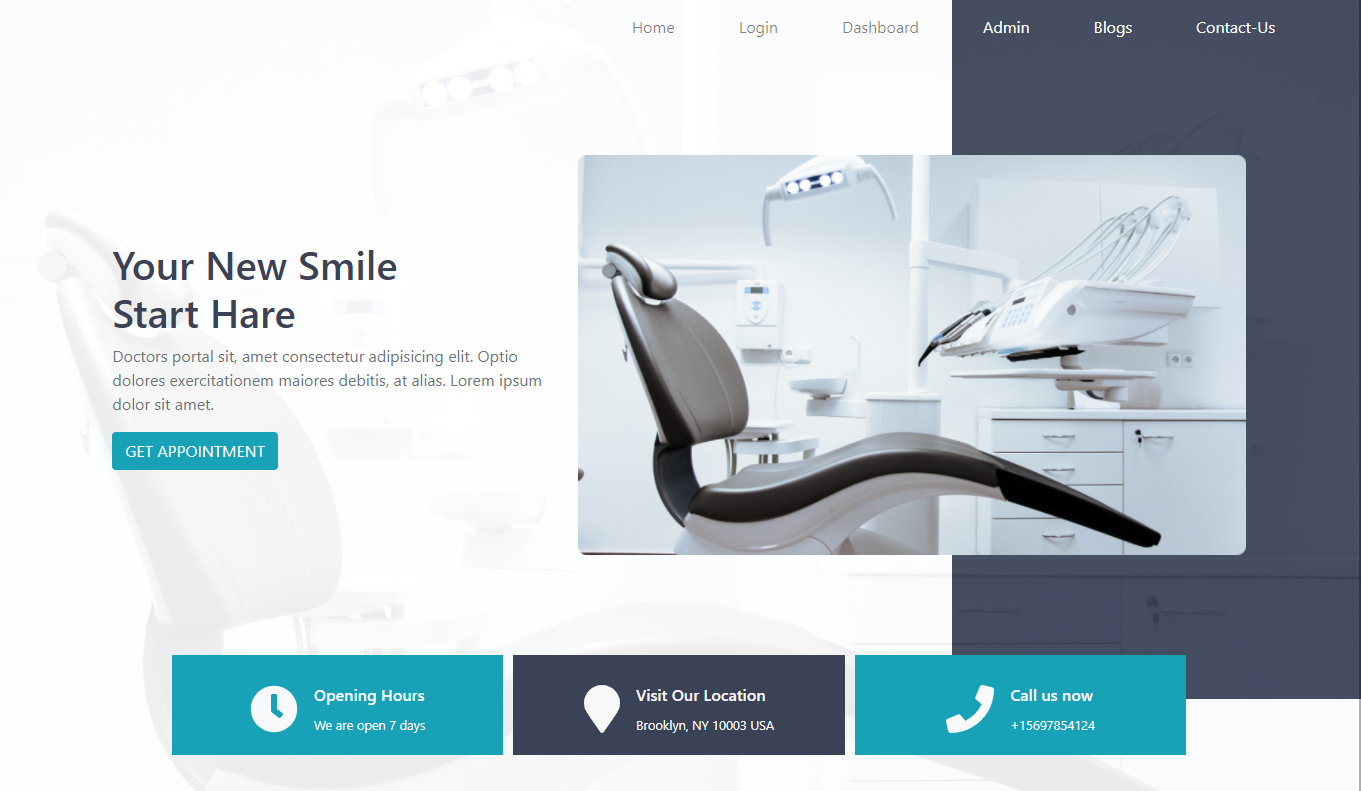 Home Login Dashboard Admin Blogs Contact-Us
Your New Smile
Start Hare
Doctors portal sit, amet consectetur adipisicing elit. Optio
dolores exercitationem maiores debitis, at alias. Lorem ipsum
dolor sit amet.
GET APPOINTMENT
Opening Hours
We are open 7 days
Visit Our Location
Brooklyn, NY 10003 USA
Call us now
+15697854124